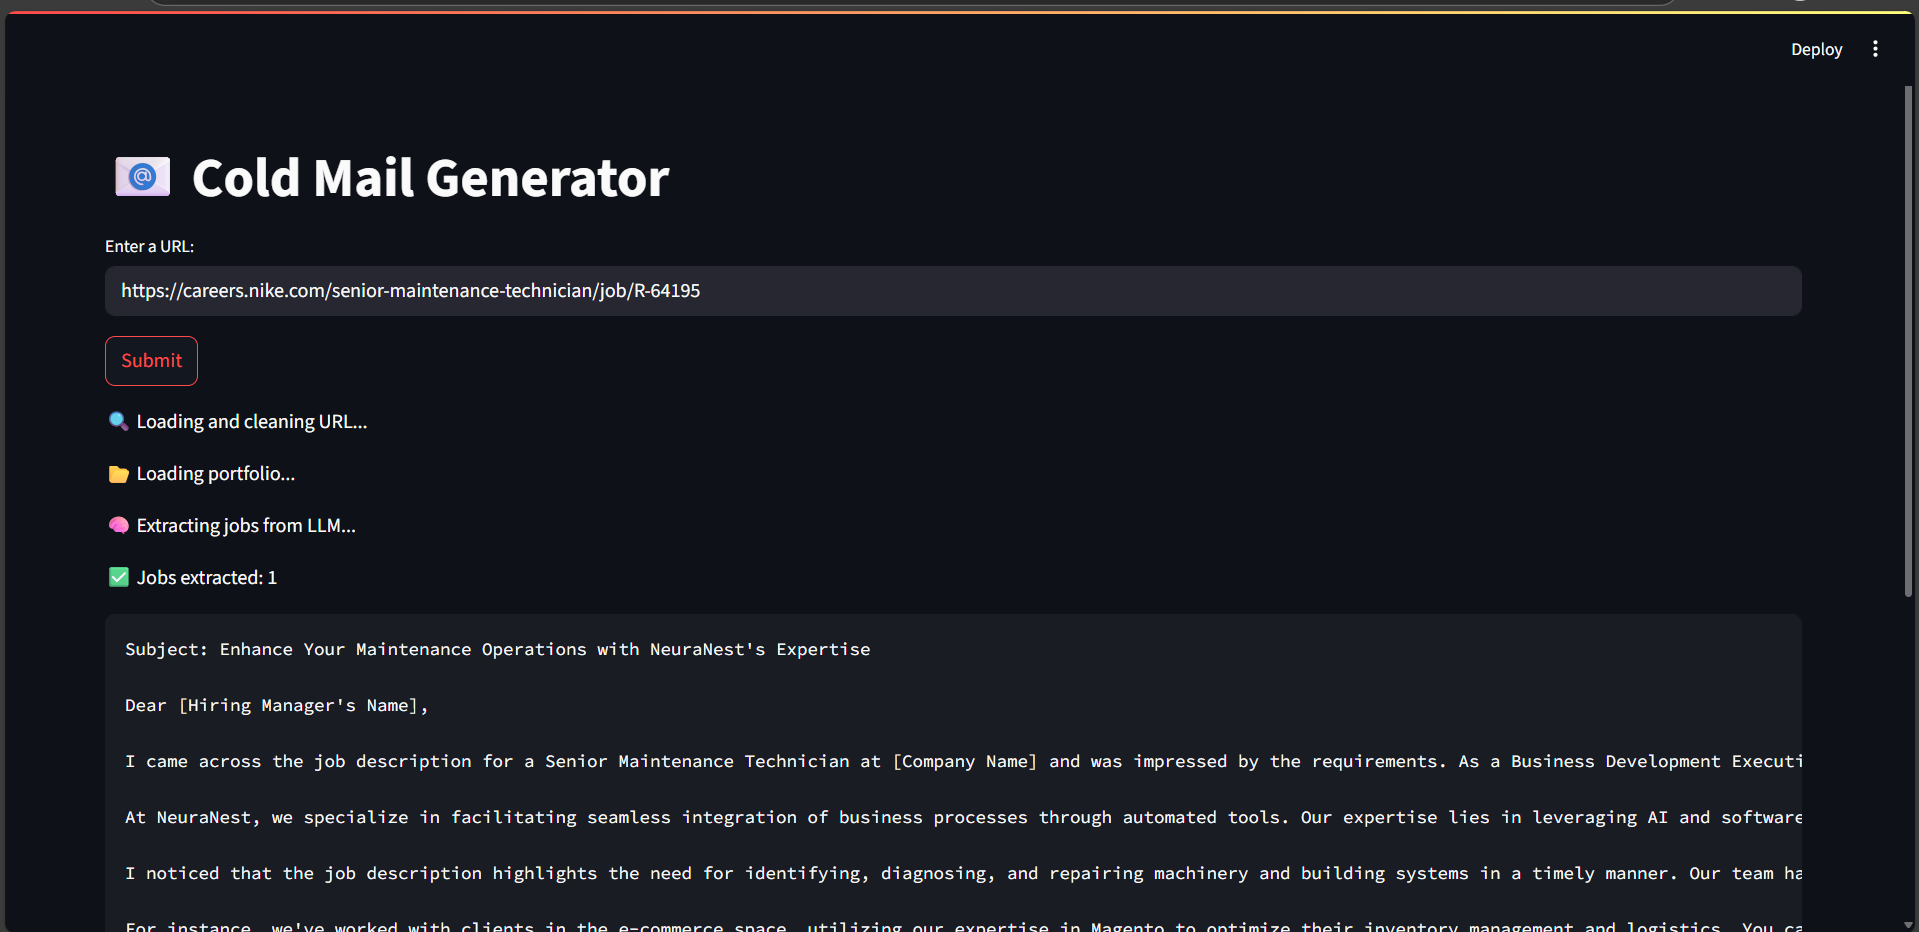 Deploy
Cold Mail Generator
Enter a URL:
https://careers.nike.com/senior-maintenance-technician/job/R-64195
Submit
Loading and cleaning URL...
Loading portfolio...
Extracting jobs from LLM...
Jobs extracted: 1
Subject: Enhance Your Maintenance Operations with NeuraNest's Expertise
Dear [Hiring Manager's Name],
I came across the job description for a Senior Maintenance Technician at [Company Name] and was impressed by the requirements. As a Business Development Executi
At NeuraNest, we specialize in facilitating seamless integration of business processes through automated tools. Our expertise lies in leveraging AI and software
I noticed that the job description highlights the need for identifying, diagnosing, and repairing machinery and building systems in a timely manner. Our team ha
For instance, we've worked with clients in the e-commerce space, utilizing our expertise in Magento to optimize their inventory management and logistics. You ca